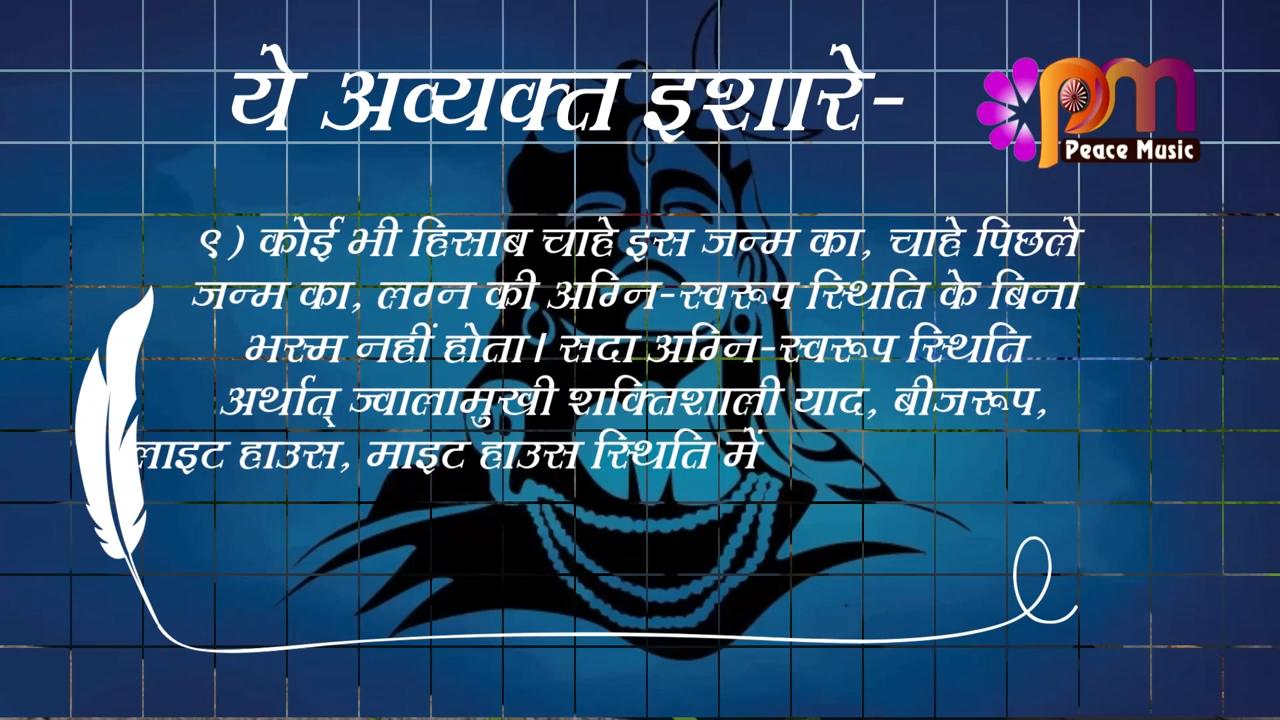 ये अव्यक्त इशारे-
Peace Music
९) कोई भी हिसाब चाहे इस जन्म का, चाहे पिछले
जन्म का, लग्न की अग्नि-स्वरूप स्थिति के बिना
भस्म नहीं होता। सदा अग्नि-स्वरूप स्थिति
अर्थात् ज्वालामुखी शक्तिशाली याद, बीजरूप,
लाइट हाउस, माइट हाउस स्थिति में